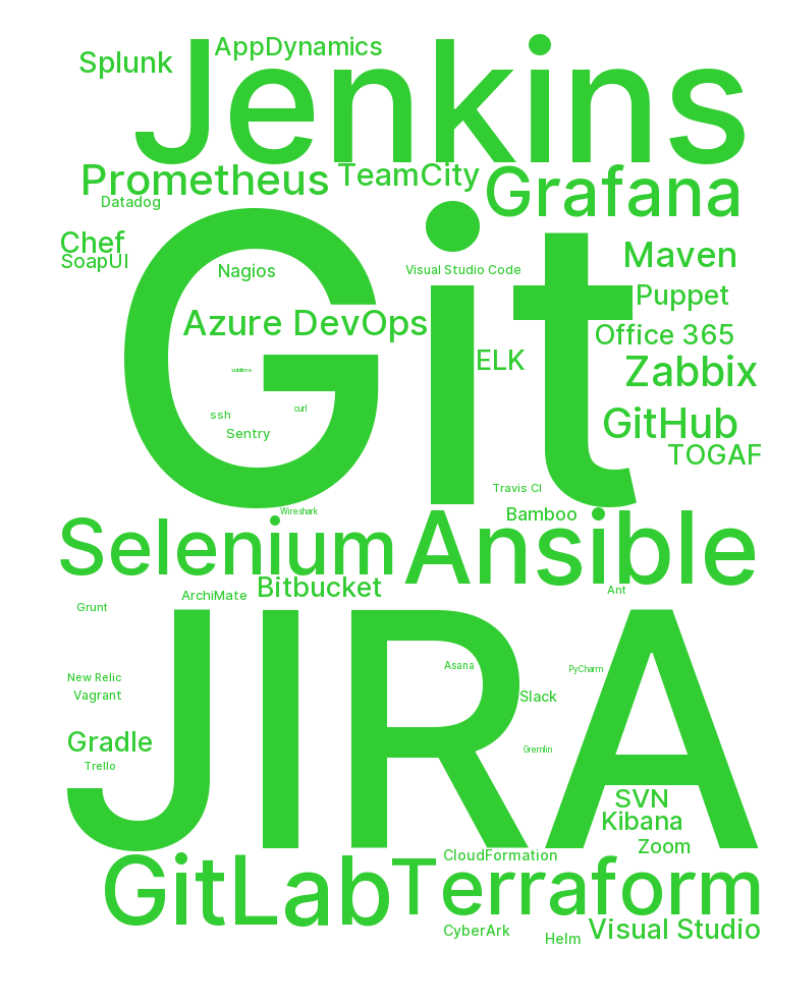 AppDynamics
Splunk
Jenkins
Prometheus
TeamCity
Grafana
Datadog
Chef
SoapUI
Nagios
Visual Studio Code
Maven
Puppet
Git
Azure DevOps
Office 365
ELK
Zabbix
sublime
curl
ssh
Sentry
GitHub
TOGAF
Travis CI
Wireshark
Bamboo
Selenium
Ansible
Bitbucket
ArchiMate
Ant
Grunt
JIRA
Asana
PyCharm
New Relic
Vagrant
Slack
Gradle
Gremlin
Trello
SVN
Kibana
Zoom
CloudFormation
GitLab
Terraform
CyberArk
Helm
Visual Studio